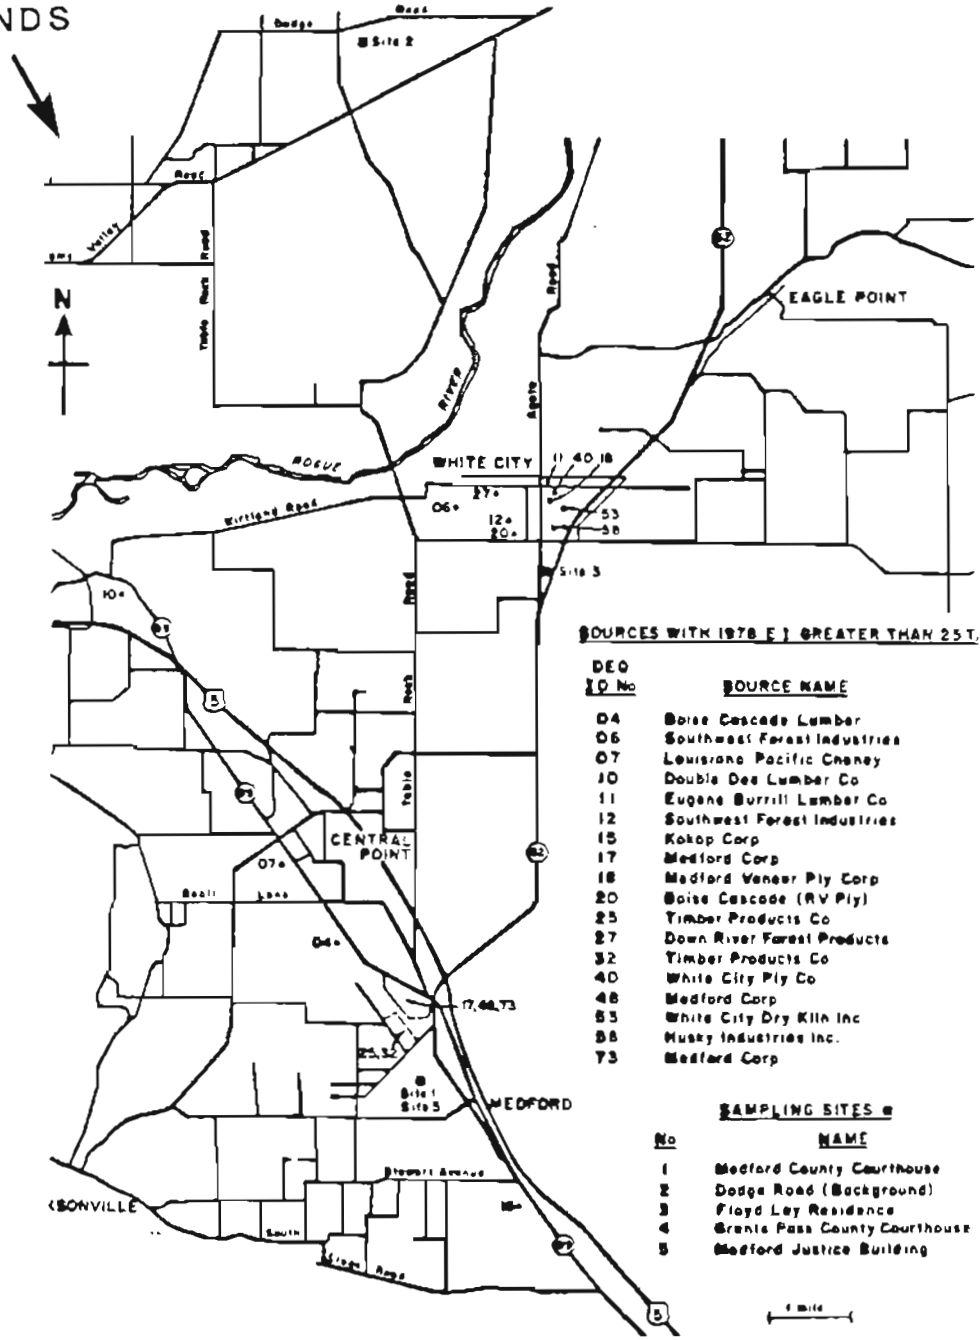 NDS
Dodge Road
Site 2
Road
Valley
Table Rock Road
N
EAGLE POINT
Road
Agate
RIVER
ROGUE
WHITE CITY
11 40 18
27
06
12
20
53
58
Kirtland Road
Site 3
10
99
5
Road
Rock
Table
99
62
62
CENTRAL
POINT
07
Beall Lane
04
17,48,73
25,32
Site 1
Site 5
MEDFORD
Stewart Avenue
KSONVILLE
15
South
Stage Road
99
5
SOURCES WITH 1978 E I GREATER THAN 25 T
DEQ
ID No SOURCE NAME
04 Boise Cascade Lumber
06 Southwest Forest Industries
07 Louisiana Pacific Cheney
10 Double Dee Lumber Co
11 Eugene Burrill Lumber Co
12 Southwest Forest Industries
15 Kokop Corp
17 Medford Corp
18 Medford Veneer Ply Corp
20 Boise Cascade (RV Ply)
25 Timber Products Co
27 Down River Forest Products
32 Timber Products Co
40 White City Ply Co
48 Medford Corp
53 White City Dry Kiln Inc
58 Husky Industries Inc.
73 Medford Corp
SAMPLING SITES
No NAME
1 Medford County Courthouse
2 Dodge Road (Background)
3 Floyd Ley Residence
4 Grants Pass County Courthouse
5 Medford Justice Building
1 mile